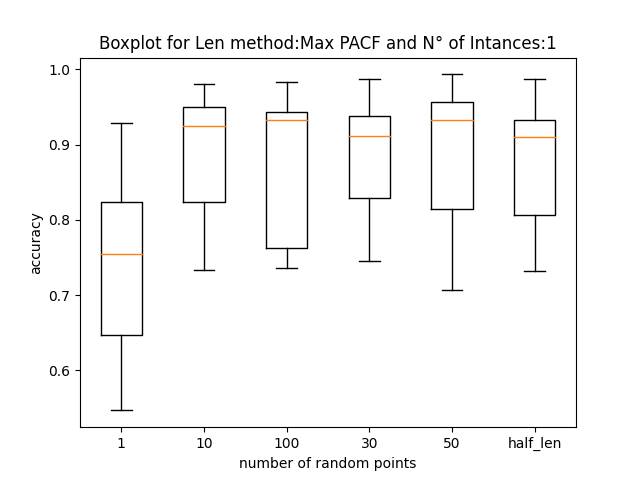 Boxplot for Len method:Max PACF and N° of Intances:1
1.0
0.9
0.8
0.7
0.6
accuracy
1 10 100 30 50 half_len
number of random points